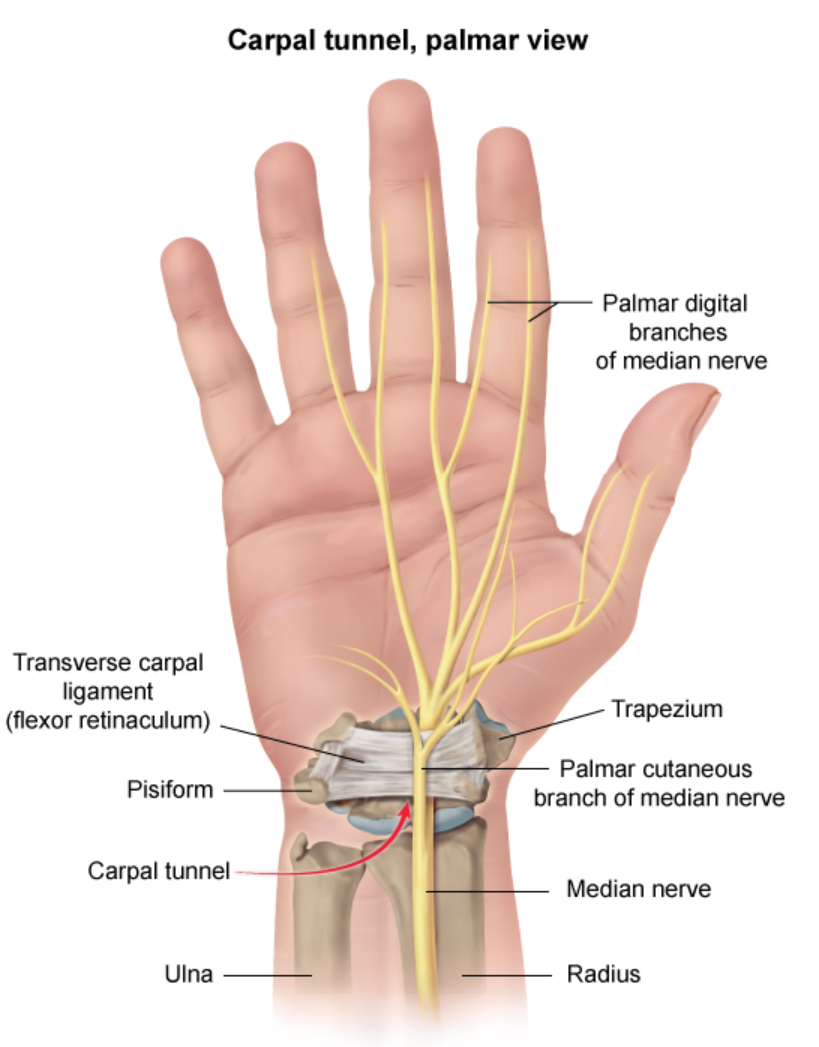 Carpal tunnel, palmar view
Palmar digital
branches
of median nerve
Transverse carpal
ligament
(flexor retinaculum)
Trapezium
Pisiform
Palmar cutaneous
branch of median nerve
Carpal tunnel
Median nerve
Ulna
Radius